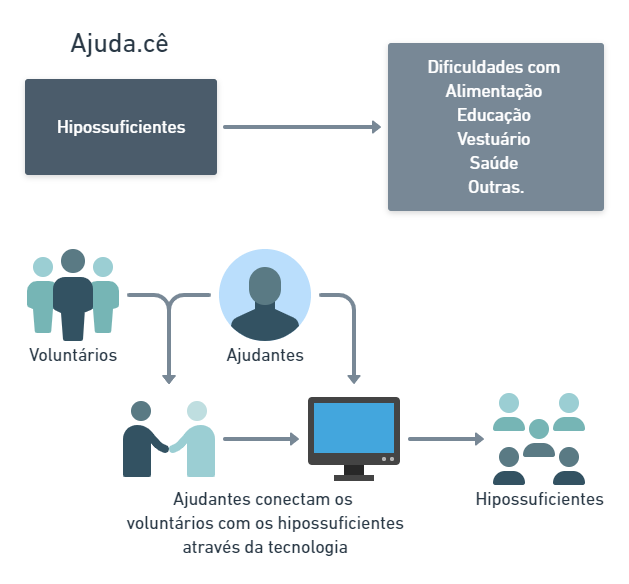 Ajuda.cê
Hipossuficientes
Dificuldades com
Alimentação
Educação
Vestuário
Saúde
Outras.
Voluntários
Ajudantes
Ajudantes conectam os
voluntários com os hipossuficientes
através da tecnologia
Hipossuficientes